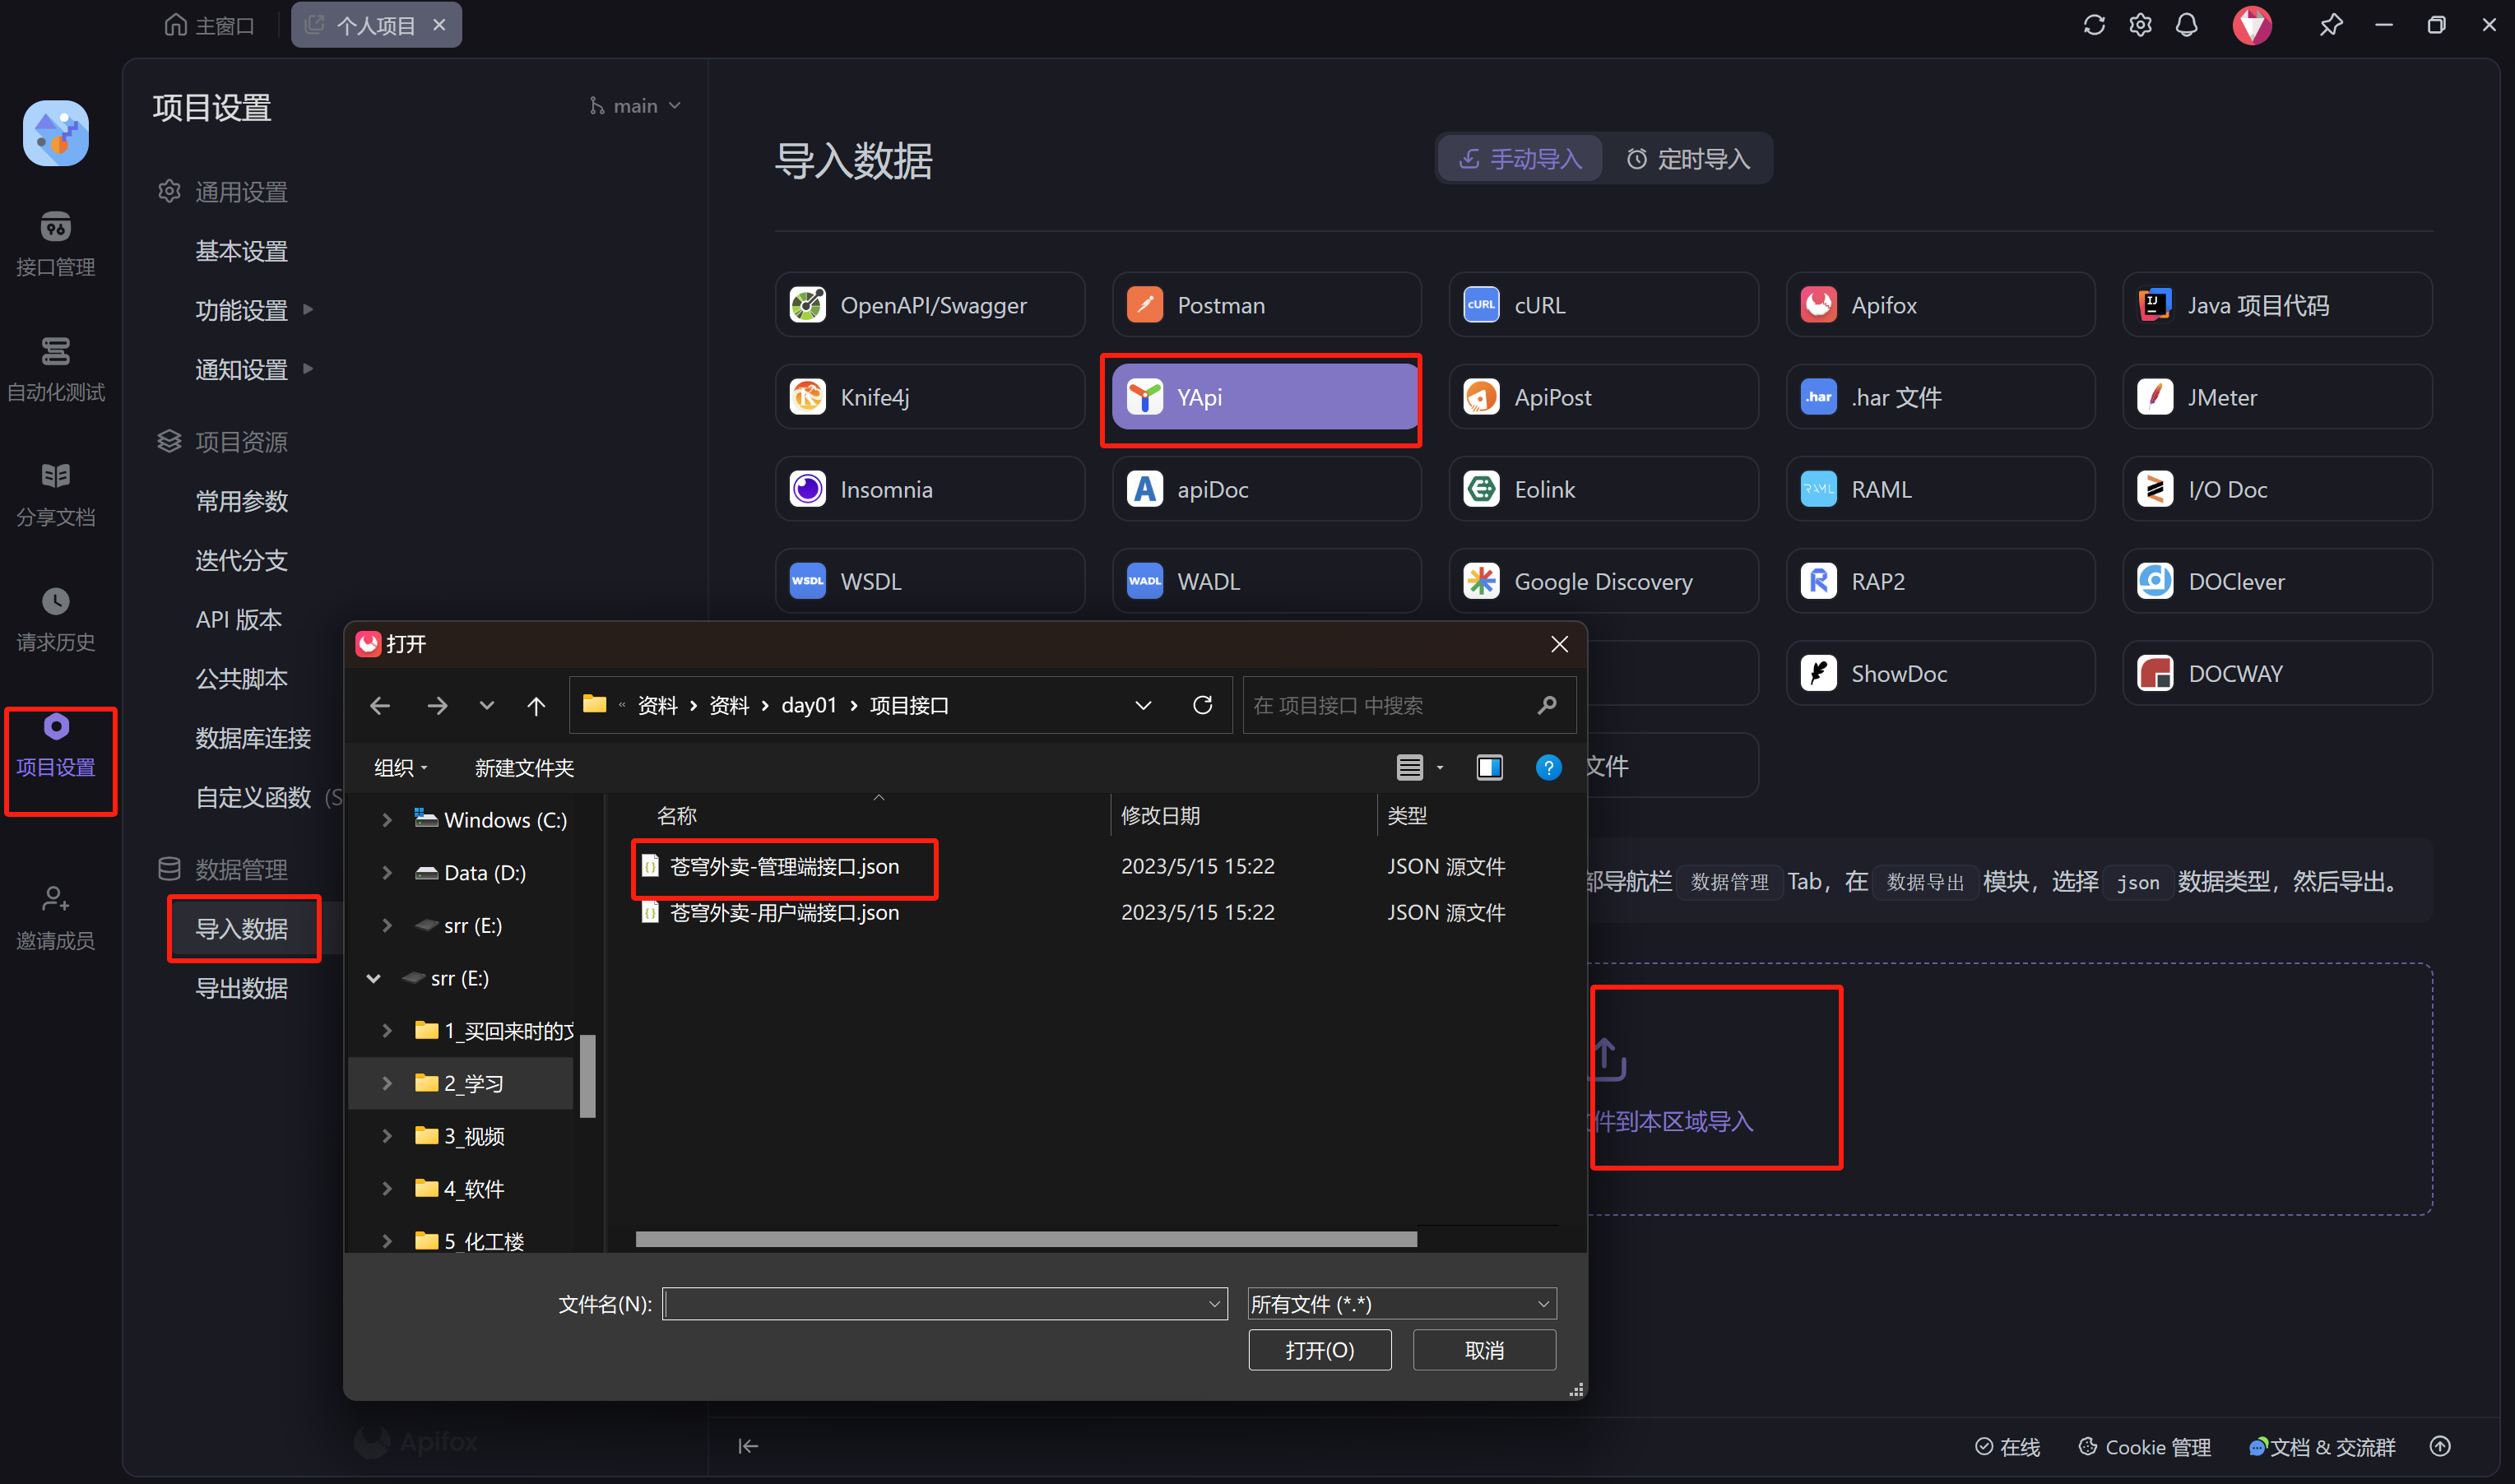 主窗口
个人项目
项目设置
main
通用设置
基本设置
功能设置
通知设置
项目资源
常用参数
迭代分支
API 版本
公共脚本
数据库连接
自定义函数 (S
数据管理
导入数据
导出数据
接口管理
自动化测试
分享文档
请求历史
项目设置
邀请成员
导入数据
手动导入
定时导入
OpenAPI/Swagger
Postman
cURL
cURL
Apifox
Java 项目代码
Knife4j
YApi
ApiPost
.har
.har 文件
JMeter
Insomnia
apiDoc
Eolink
RAML
RAML
I/O Doc
WSDL
WSDL
WADL
WADL
Google Discovery
RAP2
DOClever
ShowDoc
DOCWAY
文件
部导航栏 数据管理 Tab，在 数据导出 模块，选择 json 数据类型，然后导出。
件到本区域导入
打开
« 资料 › 资料 › day01 › 项目接口
在 项目接口 中搜索
组织
新建文件夹
Windows (C:)
Data (D:)
srr (E:)
srr (E:)
1_买回来时的文
2_学习
3_视频
4_软件
5_化工楼
名称 修改日期 类型
苍穹外卖-管理端接口.json 2023/5/15 15:22 JSON 源文件
苍穹外卖-用户端接口.json 2023/5/15 15:22 JSON 源文件
文件名(N):
所有文件 (*.*)
打开(O)
取消
Apifox
在线
Cookie 管理
文档 & 交流群